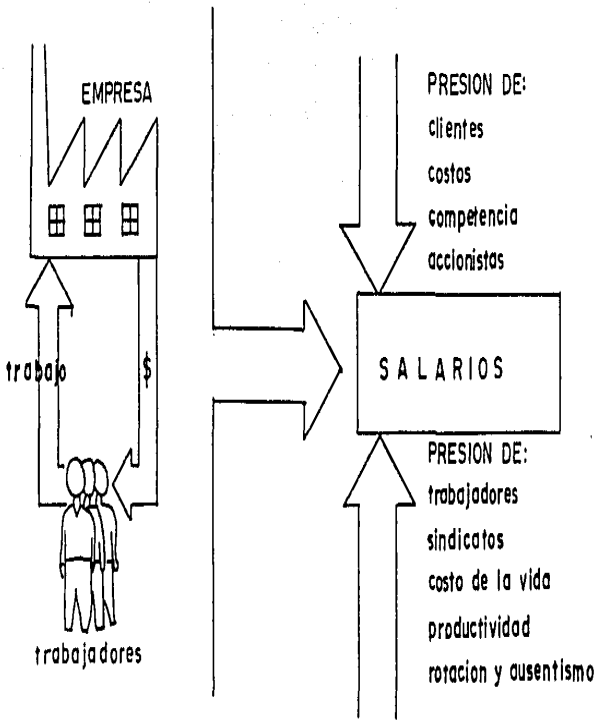 EMPRESA
trabajo
$
trabajadores
PRESION DE:
clientes
costos
competencia
accionistas
SALARIOS
PRESION DE:
trabajadores
sindicatos
costo de la vida
productividad
rotacion y ausentismo